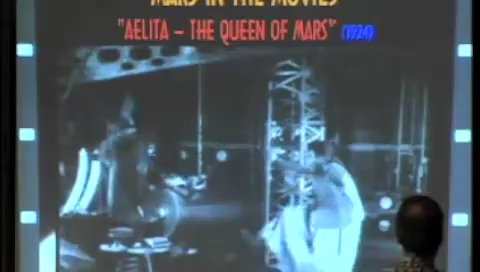 MARS IN THE MOVIES
"AELITA – THE QUEEN OF MARS" (1924)